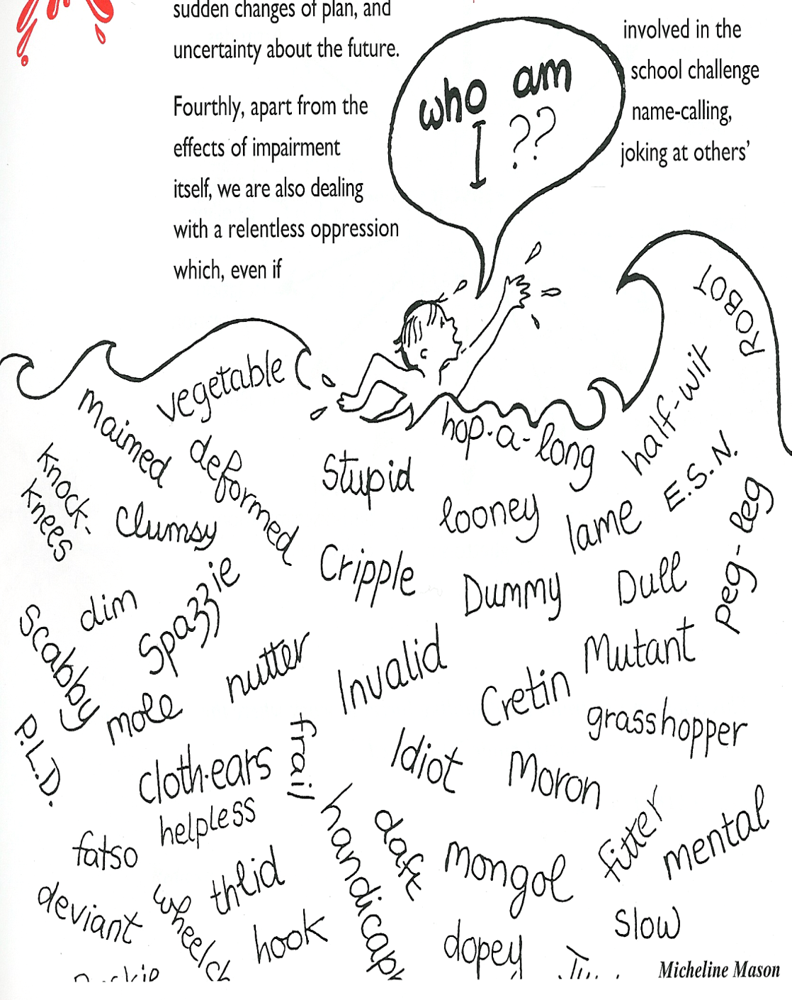 sudden changes of plan, and
uncertainty about the future.
Fourthly, apart from the
effects of impairment
itself, we are also dealing
with a relentless oppression
which, even if
involved in the
school challenge
name-calling,
joking at others'
who am
I ??
ROBOT
vegetable
half-wit
Maimed
hop-a-long
deformed
Stupid
E.S.N.
knock-
knees
Clumsy
looney
lame
peg-leg
Cripple
Dummy
Dull
dim
Spazzie
Scabby
nutter
Invalid
Mutant
Cretin
mole
grasshopper
P.L.D.
frail
cloth-ears
Idiot
Moron
helpless
handicap
daft
fitter
mental
fatso
mongol
thlid
deviant
wheelch
hook
Slow
dopey
Micheline Mason